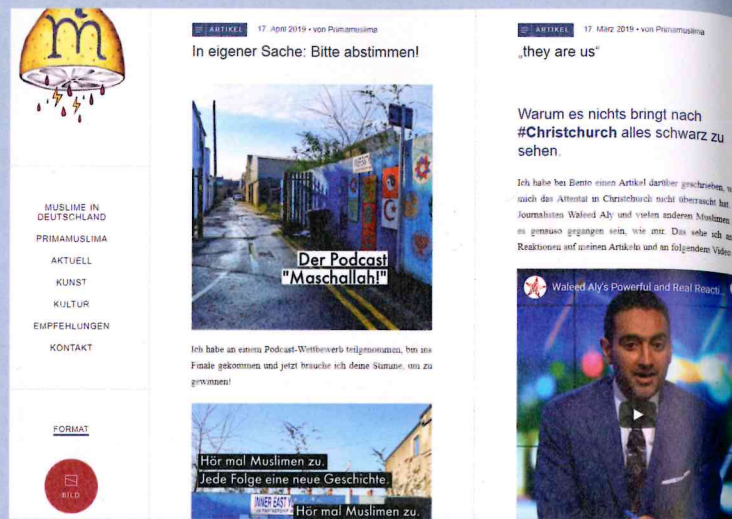 m
MUSLIME IN
DEUTSCHLAND
PRIMAMUSLIMA
AKTUELL
KUNST
KULTUR
EMPFEHLUNGEN
KONTAKT
FORMAT
BILD
ARTIKEL 17. April 2019 • von Primamuslima
In eigener Sache: Bitte abstimmen!
Der Podcast
"Maschallah!"
Ich habe an einem Podcast-Wettbewerb teilgenommen, bin ins
Finale gekommen und jetzt brauche ich deine Stimme, um zu
gewinnen!
Hör mal Muslimen zu.
Jede Folge eine neue Geschichte.
INNER EAST
Hör mal Muslimen zu.
ARTIKEL 17. März 2019 • von Primamuslima
„they are us“
Warum es nichts bringt nach
#Christchurch alles schwarz zu
sehen.
Ich habe bei Bento einen Artikel darüber geschrieben,
mich das Attentat in Christchurch nicht überrascht hat.
Journalisten Waleed Aly und vielen anderen Muslimen
es genauso gegangen sein, wie mir. Das sehe ich
Reaktionen auf meinen Artikeln und an folgendem Video
Waleed Aly's Powerful and Real Reacti...